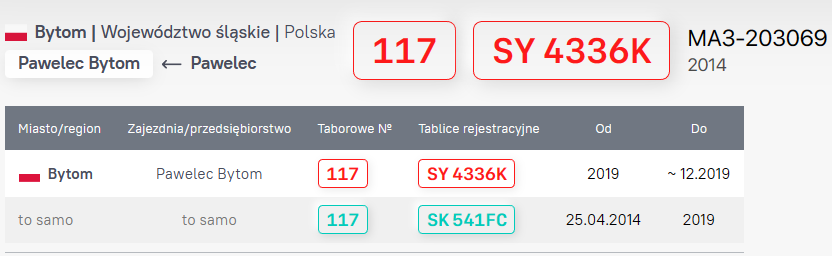 Bytom | Województwo śląskie | Polska
Pawelec Bytom ⟵ Pawelec
117
SY 4336K
МАЗ-203069
2014
Miasto/region Zajezdnia/przedsiębiorstwo Taborowe № Tablice rejestracyjne Od Do
Bytom Pawelec Bytom 117 SY 4336K 2019 ~ 12.2019
to samo to samo 117 SK 541FC 25.04.2014 2019